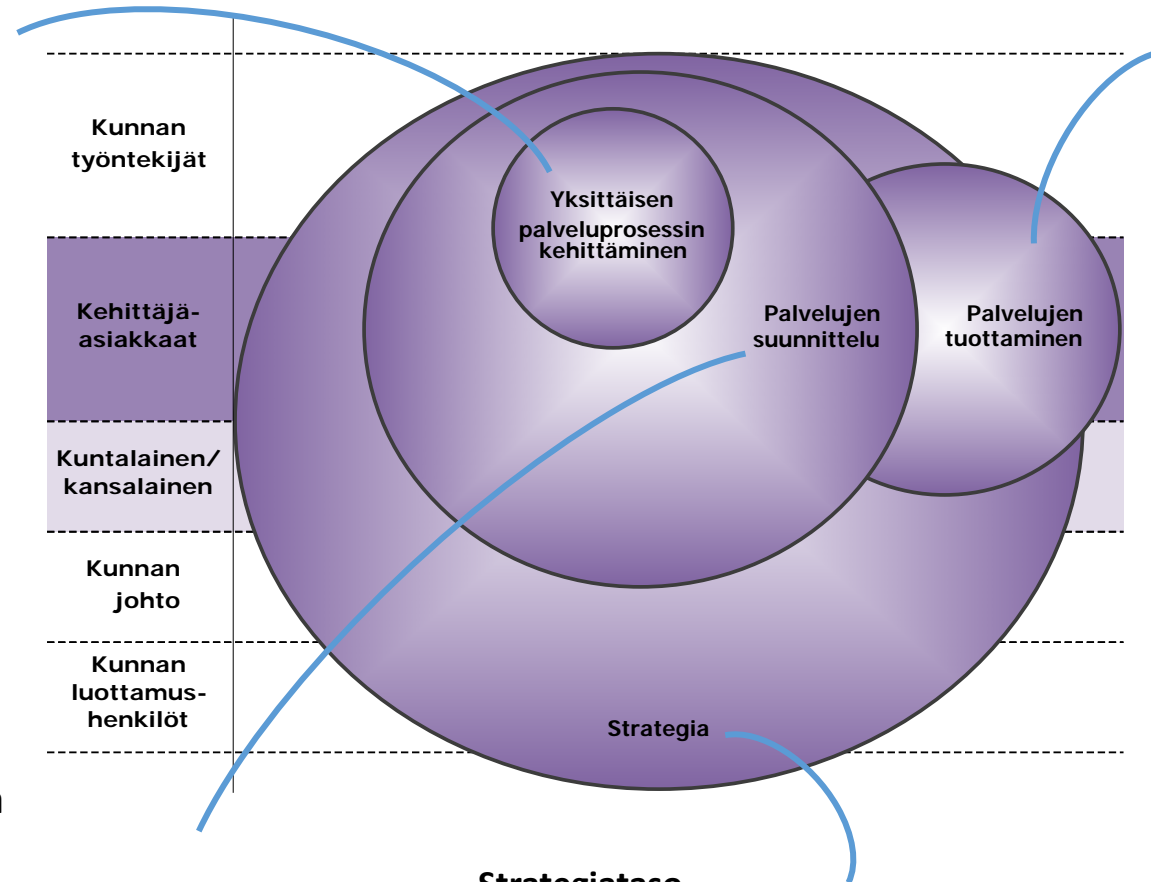 Kunnan
työntekijät
Kehittäjä-
asiakkaat
Kuntalainen/
kansalainen
Kunnan
johto
Kunnan
luottamus-
henkilöt
Yksittäisen
palveluprosessin
kehittäminen
Palvelujen
suunnittelu
Palvelujen
tuottaminen
Strategia
Strategiataso